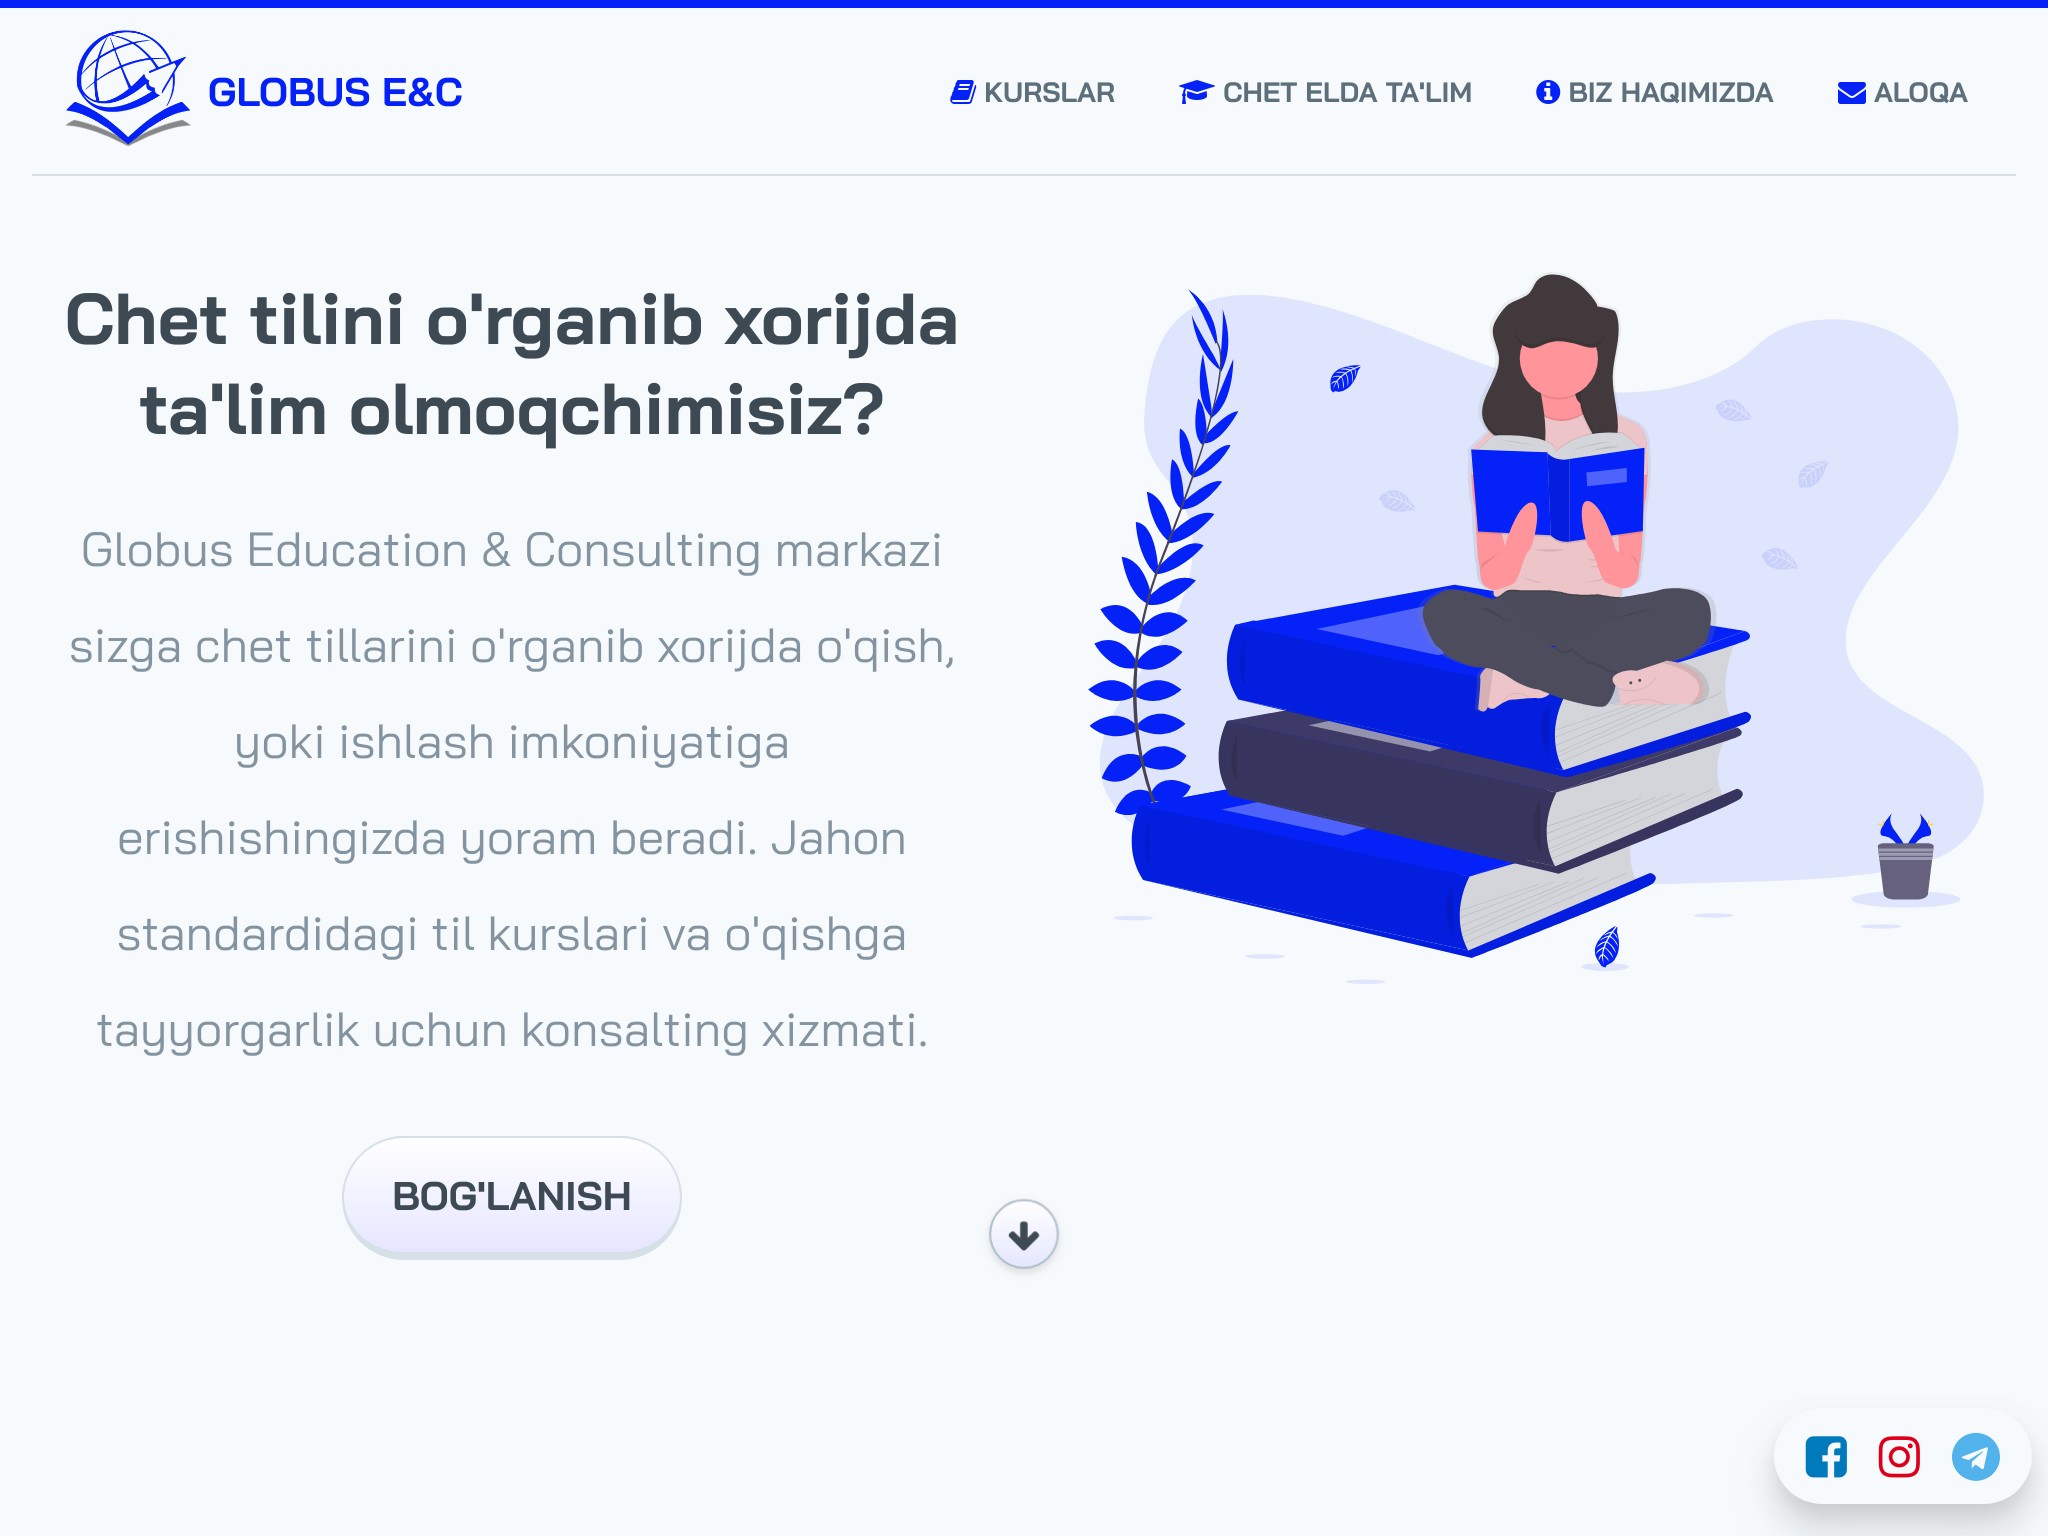 GLOBUS E&C
KURSLAR
CHET ELDA TA'LIM
BIZ HAQIMIZDA
ALOQA
Chet tilini o'rganib xorijda
ta'lim olmoqchimisiz?
Globus Education & Consulting markazi
sizga chet tillarini o'rganib xorijda o'qish,
yoki ishlash imkoniyatiga
erishishingizda yoram beradi. Jahon
standardidagi til kurslari va o'qishga
tayyorgarlik uchun konsalting xizmati.
BOG'LANISH